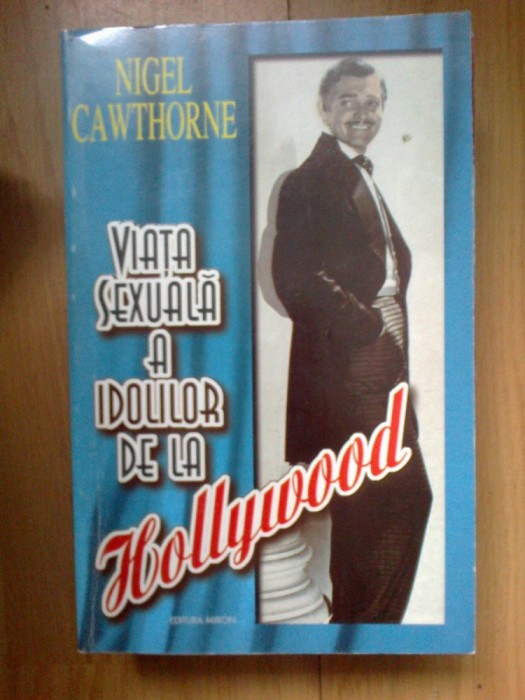 NIGEL
CAWTHORNE
VIAȚA
SEXUALĂ
A
IDOLILOR
DE LA
Hollywood
EDITURA MIRON